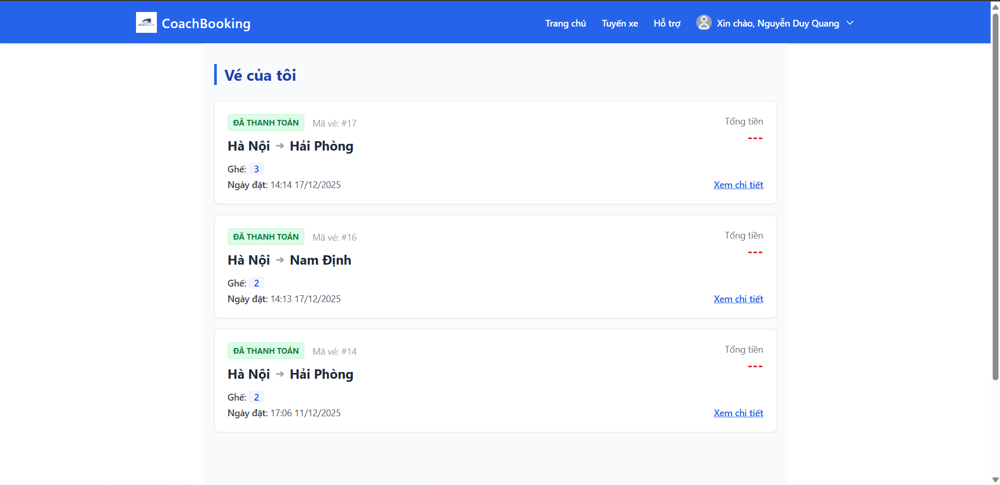 CoachBooking
Trang chủ
Tuyến xe
Hỗ trợ
Xin chào, Nguyễn Duy Quang
Vé của tôi
ĐÃ THANH TOÁN Mã vé: #17
Tổng tiền
Hà Nội ➔ Hải Phòng
---
Ghế: 3
Ngày đặt: 14:14 17/12/2025
Xem chi tiết
ĐÃ THANH TOÁN Mã vé: #16
Tổng tiền
Hà Nội ➔ Nam Định
---
Ghế: 2
Ngày đặt: 14:13 17/12/2025
Xem chi tiết
ĐÃ THANH TOÁN Mã vé: #14
Tổng tiền
Hà Nội ➔ Hải Phòng
---
Ghế: 2
Ngày đặt: 17:06 11/12/2025
Xem chi tiết